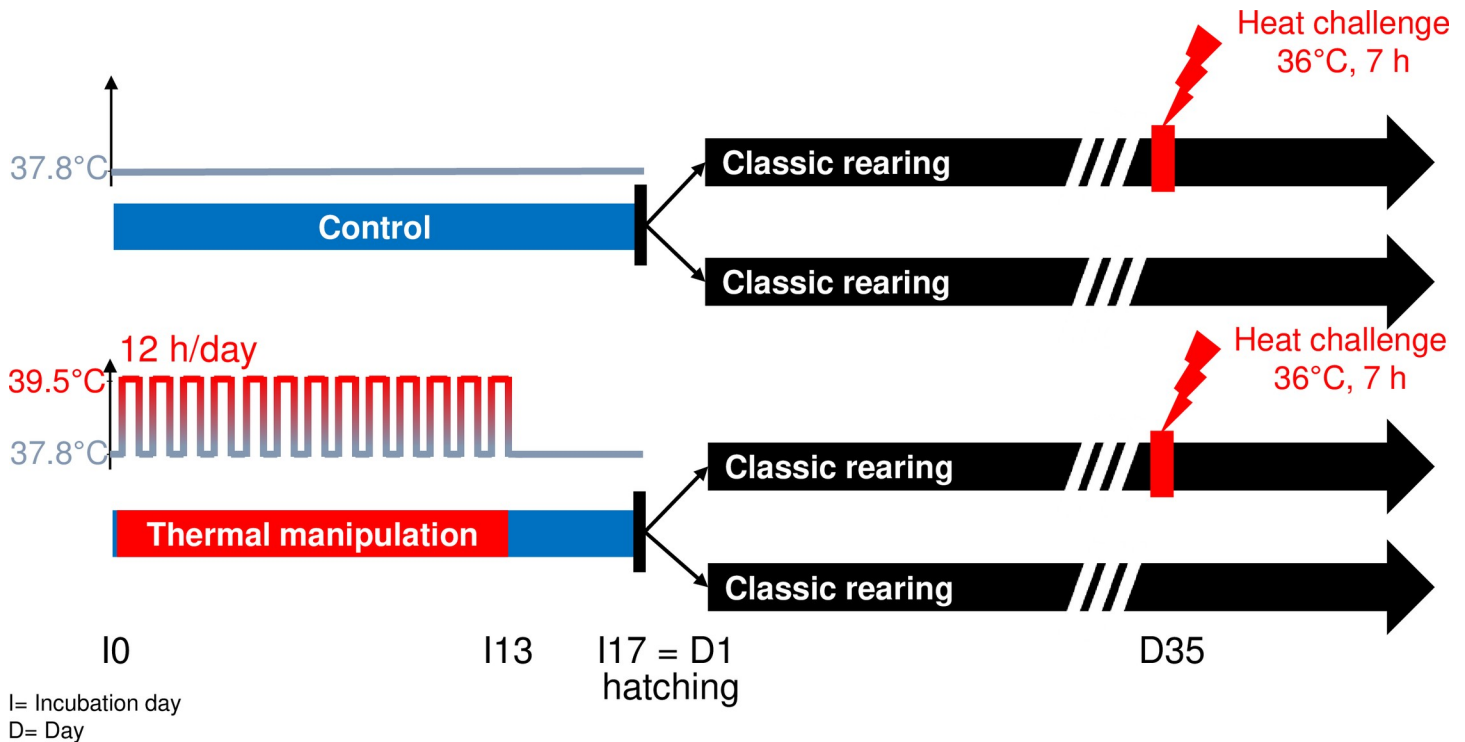 Heat challenge
36°C, 7 h
37.8°C
Classic rearing
Control
Classic rearing
12 h/day
Heat challenge
36°C, 7 h
39.5°C
37.8°C
Classic rearing
Thermal manipulation
Classic rearing
I0 I13 I17 = D1 D35
hatching
I= Incubation day
D= Day